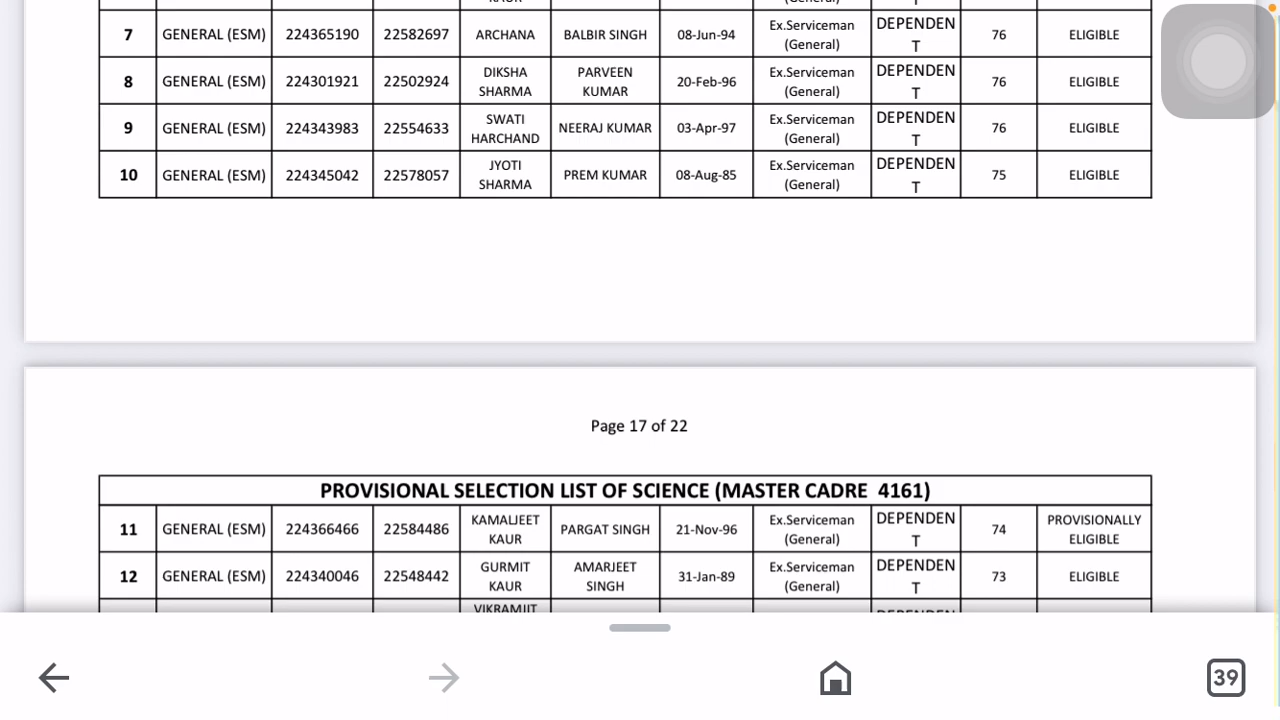 7 GENERAL (ESM) 224365190 22582697 ARCHANA BALBIR SINGH 08-Jun-94 Ex.Serviceman (General) DEPENDEN T 76 ELIGIBLE
8 GENERAL (ESM) 224301921 22502924 DIKSHA SHARMA PARVEEN KUMAR 20-Feb-96 Ex.Serviceman (General) DEPENDEN T 76 ELIGIBLE
9 GENERAL (ESM) 224343983 22554633 SWATI HARCHAND NEERAJ KUMAR 03-Apr-97 Ex.Serviceman (General) DEPENDEN T 76 ELIGIBLE
10 GENERAL (ESM) 224345042 22578057 JYOTI SHARMA PREM KUMAR 08-Aug-85 Ex.Serviceman (General) DEPENDEN T 75 ELIGIBLE
Page 17 of 22
PROVISIONAL SELECTION LIST OF SCIENCE (MASTER CADRE 4161)
11 GENERAL (ESM) 224366466 22584486 KAMALJEET KAUR PARGAT SINGH 21-Nov-96 Ex.Serviceman (General) DEPENDEN T 74 PROVISIONALLY ELIGIBLE
12 GENERAL (ESM) 224340046 22548442 GURMIT KAUR AMARJEET SINGH 31-Jan-89 Ex.Serviceman (General) DEPENDEN T 73 ELIGIBLE
39